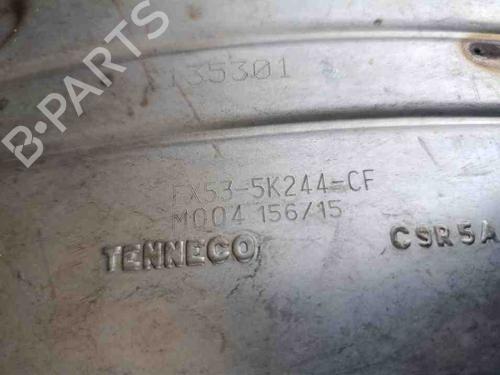 B-PARTS
135301
FX53-5K244-CF
M004 156/15
TENNECO C9R5A